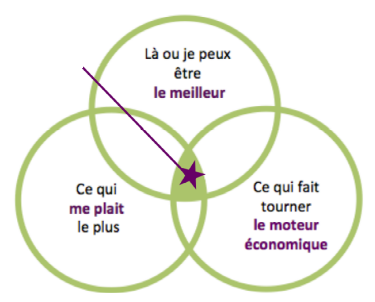 Là ou je peux
être
le meilleur
Ce qui
me plait
le plus
Ce qui fait
tourner
le moteur
économique